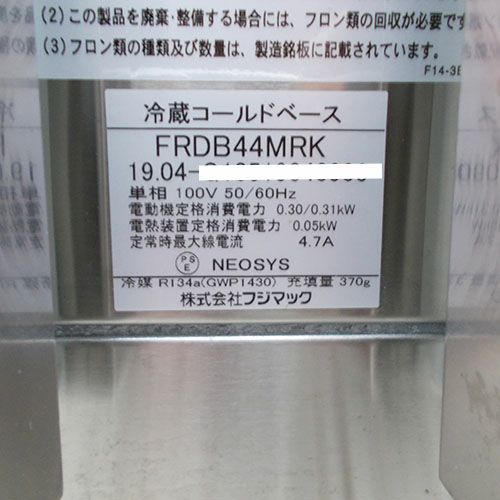 (2)この製品を廃棄・整備する場合には、フロン類の回収が必要です
(3)フロン類の種類及び数量は、製造銘板に記載されています。
F14-3E
冷蔵コールドベース
FRDB44MRK
19.04-
単相 100V 50/60Hz
電動機定格消費電力 0.30/0.31kW
電熱装置定格消費電力 0.05kW
定常時最大線電流 4.7A
PS
E NEOSYS
冷媒 R134a(GWP1430) 充填量 370g
株式会社フジマック